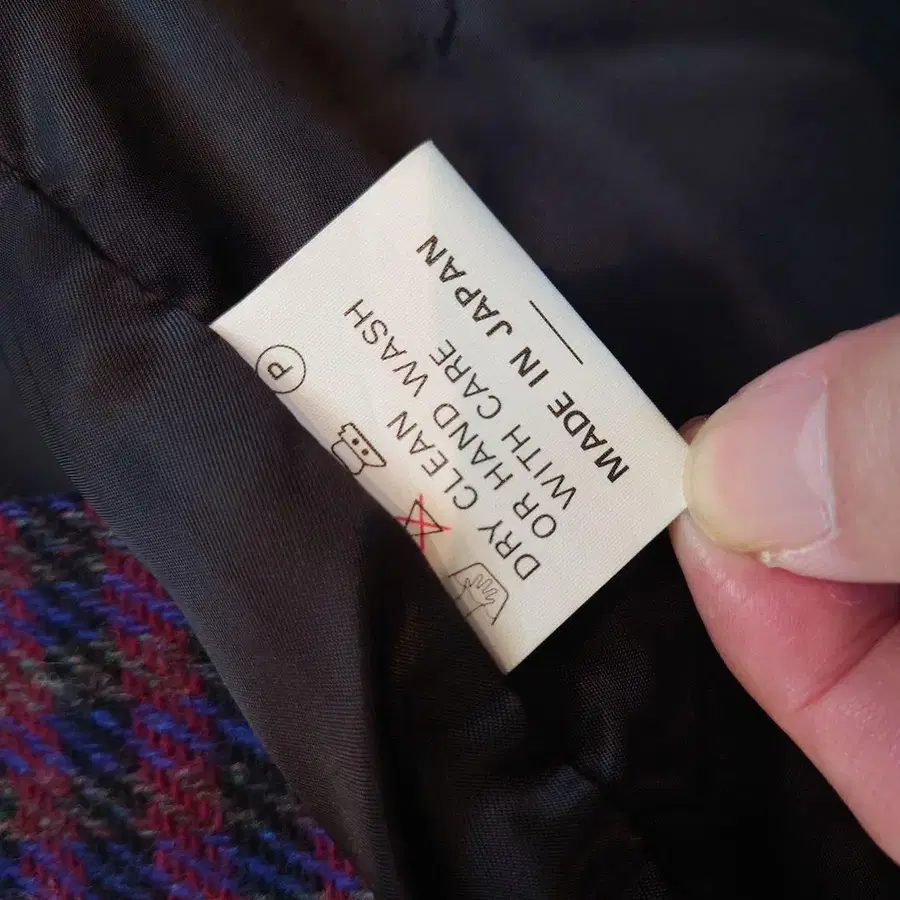 DRY CLEAN
OR HAND WASH
WITH CARE
MADE IN JAPAN
P